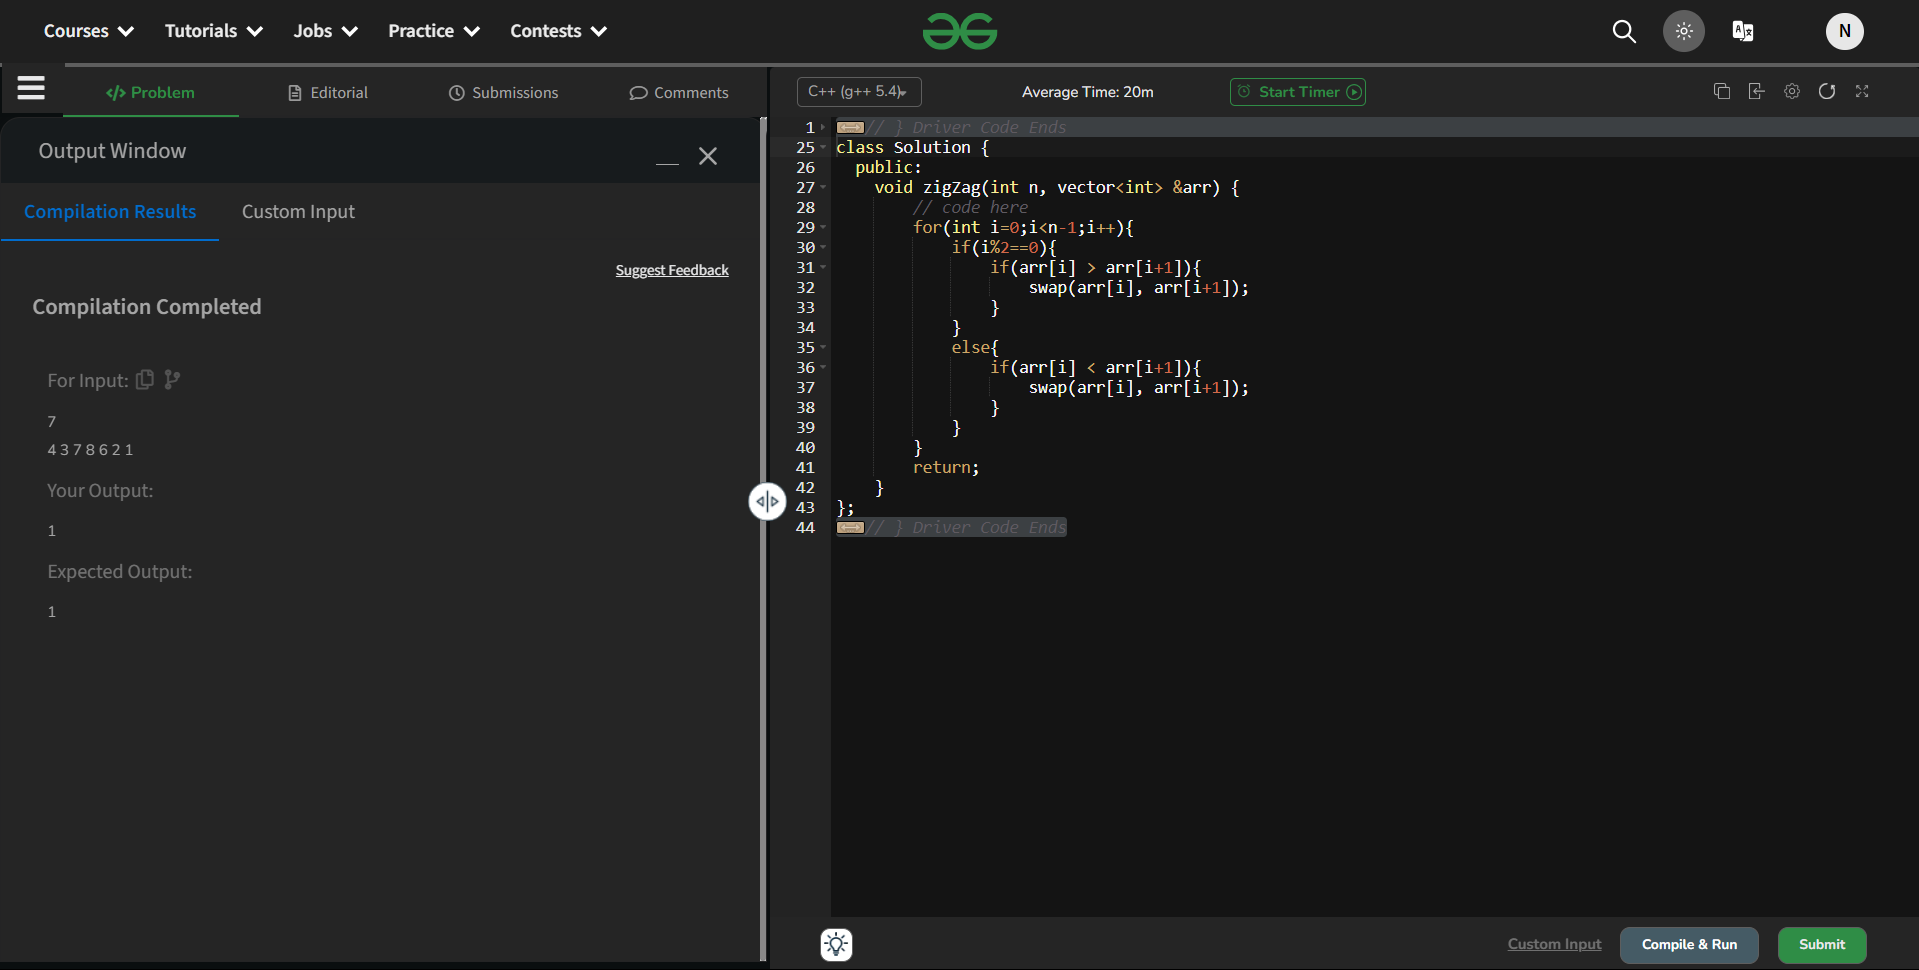 Courses Tutorials Jobs Practice Contests
N
</> Problem Editorial Submissions Comments
Output Window
Compilation Results Custom Input
Suggest Feedback
Compilation Completed
For Input:
7
4 3 7 8 6 2 1
Your Output:
1
Expected Output:
1
C++ (g++ 5.4) Average Time: 20m Start Timer
1 // } Driver Code Ends
25 class Solution {
26 public:
27 void zigZag(int n, vector<int> &arr) {
28 // code here
29 for(int i=0;i<n-1;i++){
30 if(i%2==0){
31 if(arr[i] > arr[i+1]){
32 swap(arr[i], arr[i+1]);
33 }
34 }
35 else{
36 if(arr[i] < arr[i+1]){
37 swap(arr[i], arr[i+1]);
38 }
39 }
40 }
41 return;
42 }
43 };
44 // } Driver Code Ends
Custom Input Compile & Run Submit